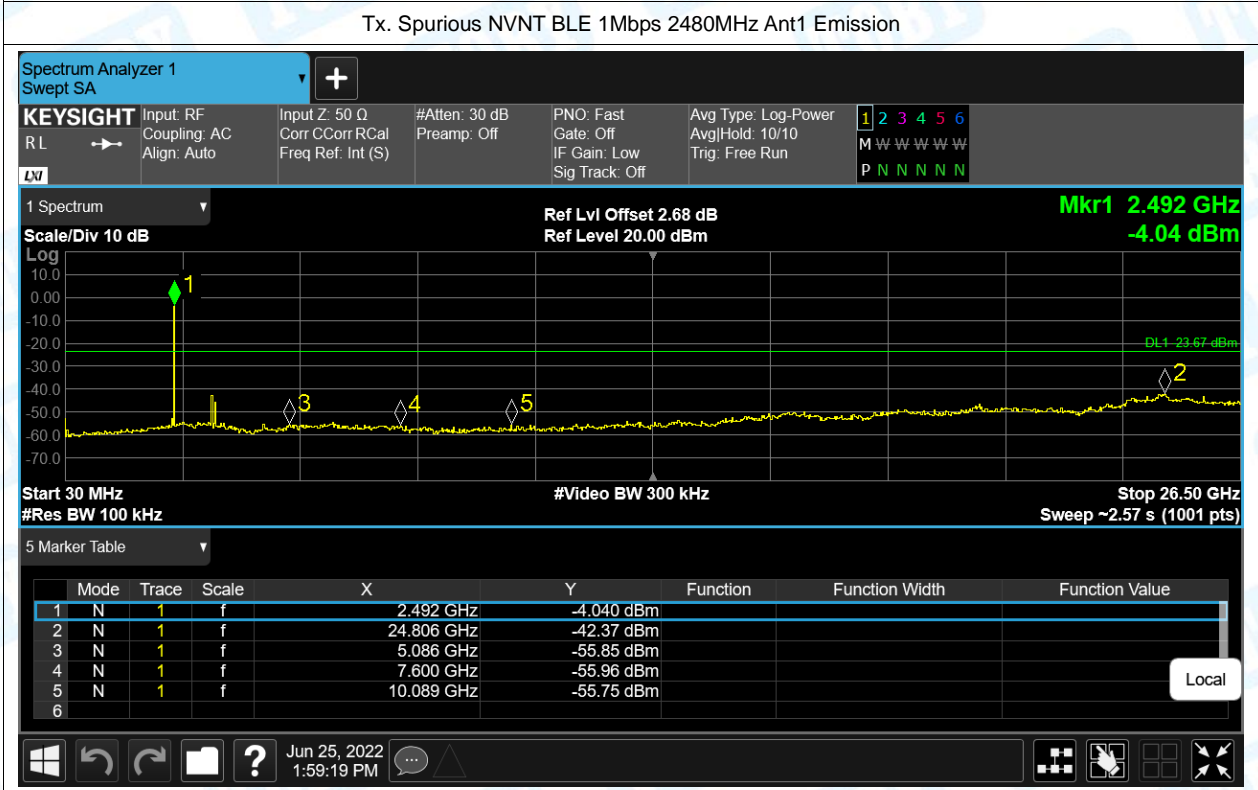 Tx. Spurious NVNT BLE 1Mbps 2480MHz Ant1 Emission
Spectrum Analyzer 1
Swept SA
KEYSIGHT Input: RF Input Z: 50 Ω #Atten: 30 dB PNO: Fast Avg Type: Log-Power 1 2 3 4 5 6
RL Coupling: AC Corr CCorr RCal Preamp: Off Gate: Off Avg|Hold: 10/10 M W W W W W
Align: Auto Freq Ref: Int (S) IF Gain: Low Trig: Free Run
LXI Sig Track: Off P N N N N N
1 Spectrum Ref Lvl Offset 2.68 dB Mkr1 2.492 GHz
Scale/Div 10 dB Ref Level 20.00 dBm -4.04 dBm
Log
10.0 1
0.00
-10.0
-20.0 DL1 -23.67 dBm
-30.0
-40.0 2
-50.0 3 4 5
-60.0
-70.0
Start 30 MHz #Video BW 300 kHz Stop 26.50 GHz
#Res BW 100 kHz Sweep ~2.57 s (1001 pts)
5 Marker Table
Mode Trace Scale X Y Function Function Width Function Value
1 N 1 f 2.492 GHz -4.040 dBm
2 N 1 f 24.806 GHz -42.37 dBm
3 N 1 f 5.086 GHz -55.85 dBm
4 N 1 f 7.600 GHz -55.96 dBm
5 N 1 f 10.089 GHz -55.75 dBm
6
Local
? Jun 25, 2022
1:59:19 PM